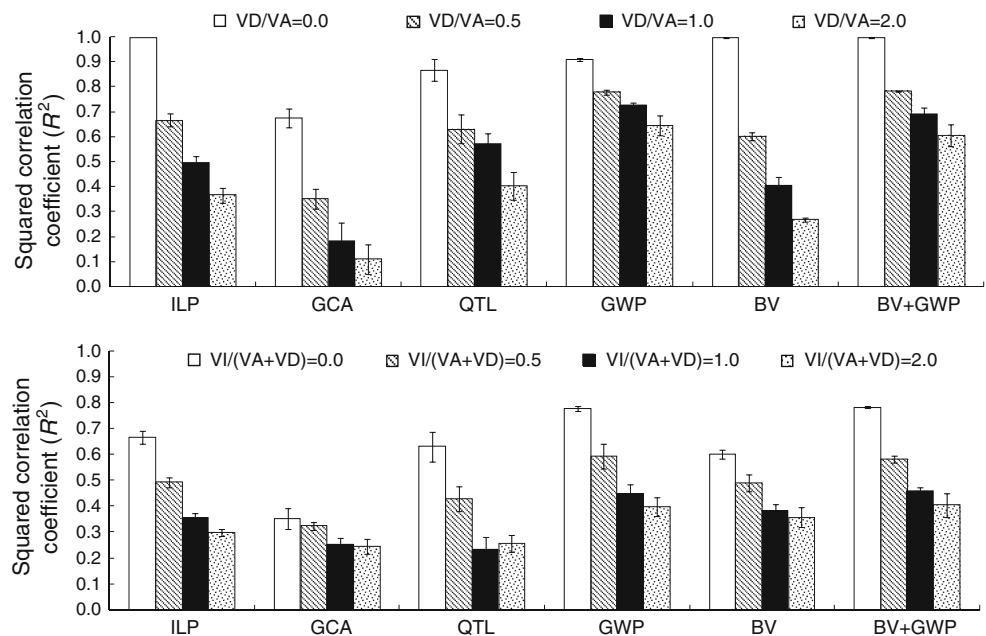 VD/VA=0.0 VD/VA=0.5 VD/VA=1.0 VD/VA=2.0
Squared correlation
coefficient (R²)
1.0
0.9
0.8
0.7
0.6
0.5
0.4
0.3
0.2
0.1
0.0
ILP GCA QTL GWP BV BV+GWP
VI/(VA+VD)=0.0 VI/(VA+VD)=0.5 VI/(VA+VD)=1.0 VI/(VA+VD)=2.0
Squared correlation
coefficient (R²)
1.0
0.9
0.8
0.7
0.6
0.5
0.4
0.3
0.2
0.1
0.0
ILP GCA QTL GWP BV BV+GWP